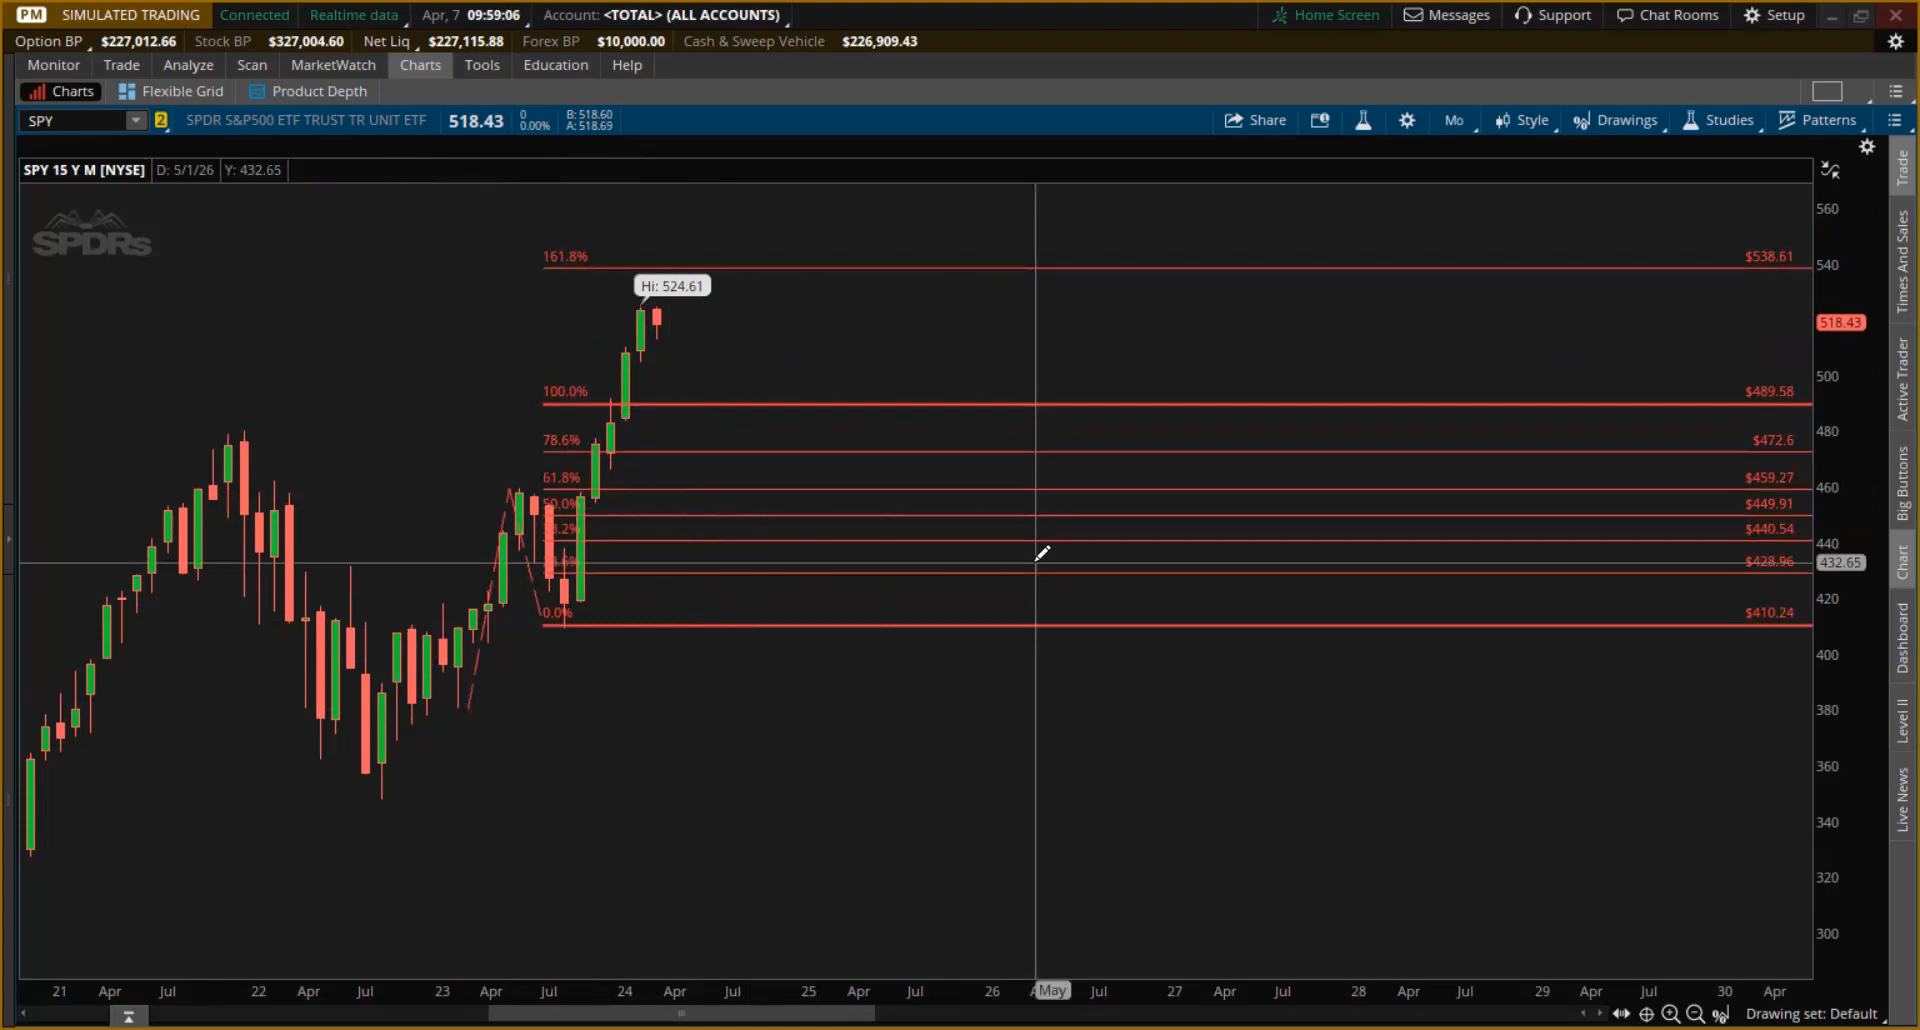 PM SIMULATED TRADING Connected Realtime data Apr, 7 09:59:06 Account: <TOTAL> (ALL ACCOUNTS) Home Screen Messages Support Chat Rooms Setup
Option BP $227,012.66 Stock BP $327,004.60 Net Liq $227,115.88 Forex BP $10,000.00 Cash & Sweep Vehicle $226,909.43
Monitor Trade Analyze Scan MarketWatch Charts Tools Education Help
Charts Flexible Grid Product Depth
SPY 2 SPDR S&P500 ETF TRUST TR UNIT ETF 518.43 0 B: 518.60 Share Mo Style Drawings Studies Patterns
0.00% A: 518.69
SPY 15 Y M [NYSE] D: 5/1/26 Y: 432.65
SPDRs
560
161.8% $538.61
540
Hi: 524.61
518.43
500
100.0% $489.58
480
78.6% $472.6
61.8% $459.27
460
50.0% $449.91
$440.54
440
$428.96
432.65
420
0.0% $410.24
400
380
360
340
320
300
21 Apr Jul 22 Apr Jul 23 Apr Jul 24 Apr Jul 25 Apr Jul 26 May Jul 27 Apr Jul 28 Apr Jul 29 Apr Jul 30 Apr
Drawing set: Default
Trade
Times And Sales
Active Trader
Big Buttons
Chart
Dashboard
Level II
Live News